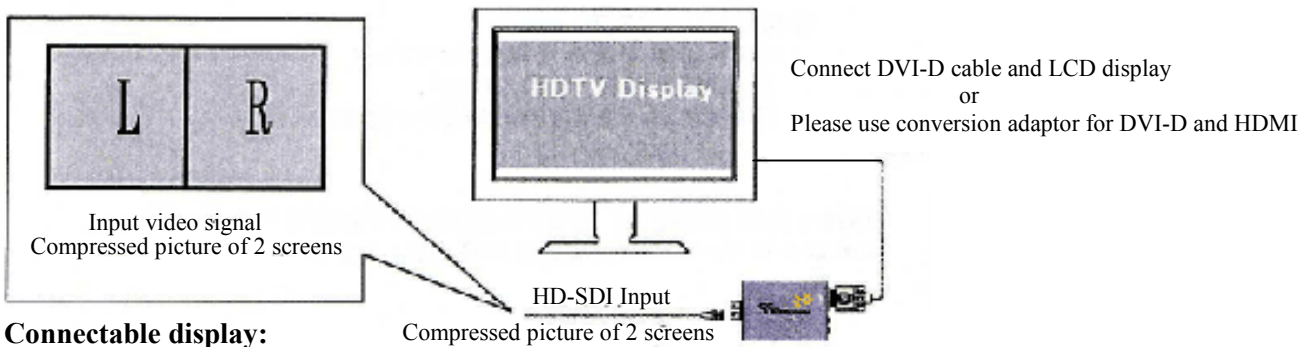 L R
Input video signal
Compressed picture of 2 screens
HDTV Display
Connect DVI-D cable and LCD display
or
Please use conversion adaptor for DVI-D and HDMI
HD-SDI Input
Compressed picture of 2 screens
Connectable display: